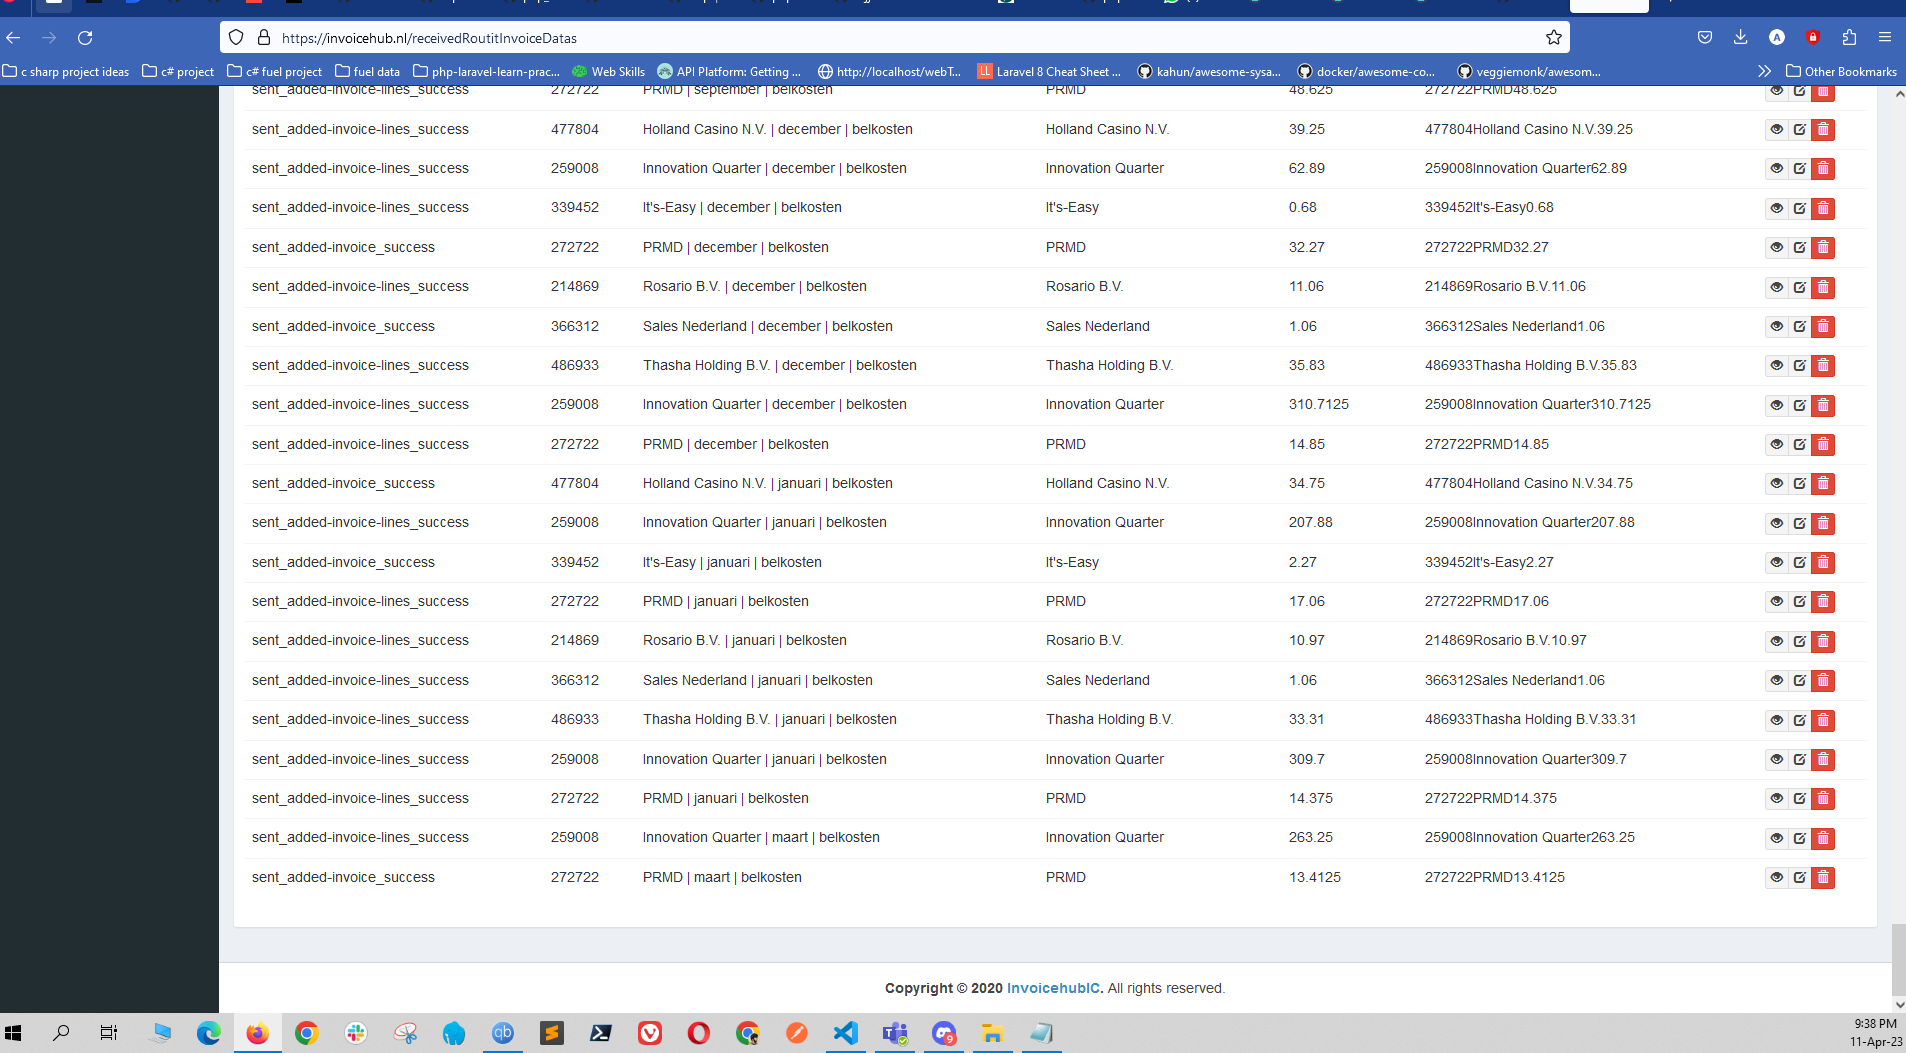 https://invoicehub.nl/receivedRoutitInvoiceDatas
c sharp project ideas c# project c# fuel project fuel data php-laravel-learn-prac... Web Skills API Platform: Getting ... http://localhost/webT... Laravel 8 Cheat Sheet ... kahun/awesome-sysa... docker/awesome-co... veggiemonk/awesom... Other Bookmarks
sent_added-invoice-lines_success 272722 PRMD | september | belkosten PRMD 48.625 272722PRMD48.625
sent_added-invoice-lines_success 477804 Holland Casino N.V. | december | belkosten Holland Casino N.V. 39.25 477804Holland Casino N.V.39.25
sent_added-invoice-lines_success 259008 Innovation Quarter | december | belkosten Innovation Quarter 62.89 259008Innovation Quarter62.89
sent_added-invoice-lines_success 339452 It's-Easy | december | belkosten It's-Easy 0.68 339452It's-Easy0.68
sent_added-invoice_success 272722 PRMD | december | belkosten PRMD 32.27 272722PRMD32.27
sent_added-invoice-lines_success 214869 Rosario B.V. | december | belkosten Rosario B.V. 11.06 214869Rosario B.V.11.06
sent_added-invoice_success 366312 Sales Nederland | december | belkosten Sales Nederland 1.06 366312Sales Nederland1.06
sent_added-invoice-lines_success 486933 Thasha Holding B.V. | december | belkosten Thasha Holding B.V. 35.83 486933Thasha Holding B.V.35.83
sent_added-invoice-lines_success 259008 Innovation Quarter | december | belkosten Innovation Quarter 310.7125 259008Innovation Quarter310.7125
sent_added-invoice-lines_success 272722 PRMD | december | belkosten PRMD 14.85 272722PRMD14.85
sent_added-invoice_success 477804 Holland Casino N.V. | januari | belkosten Holland Casino N.V. 34.75 477804Holland Casino N.V.34.75
sent_added-invoice-lines_success 259008 Innovation Quarter | januari | belkosten Innovation Quarter 207.88 259008Innovation Quarter207.88
sent_added-invoice_success 339452 It's-Easy | januari | belkosten It's-Easy 2.27 339452It's-Easy2.27
sent_added-invoice-lines_success 272722 PRMD | januari | belkosten PRMD 17.06 272722PRMD17.06
sent_added-invoice-lines_success 214869 Rosario B.V. | januari | belkosten Rosario B.V. 10.97 214869Rosario B.V.10.97
sent_added-invoice-lines_success 366312 Sales Nederland | januari | belkosten Sales Nederland 1.06 366312Sales Nederland1.06
sent_added-invoice-lines_success 486933 Thasha Holding B.V. | januari | belkosten Thasha Holding B.V. 33.31 486933Thasha Holding B.V.33.31
sent_added-invoice-lines_success 259008 Innovation Quarter | januari | belkosten Innovation Quarter 309.7 259008Innovation Quarter309.7
sent_added-invoice-lines_success 272722 PRMD | januari | belkosten PRMD 14.375 272722PRMD14.375
sent_added-invoice-lines_success 259008 Innovation Quarter | maart | belkosten Innovation Quarter 263.25 259008Innovation Quarter263.25
sent_added-invoice_success 272722 PRMD | maart | belkosten PRMD 13.4125 272722PRMD13.4125
Copyright © 2020 InvoicehubIC. All rights reserved.
9:38 PM
11-Apr-23